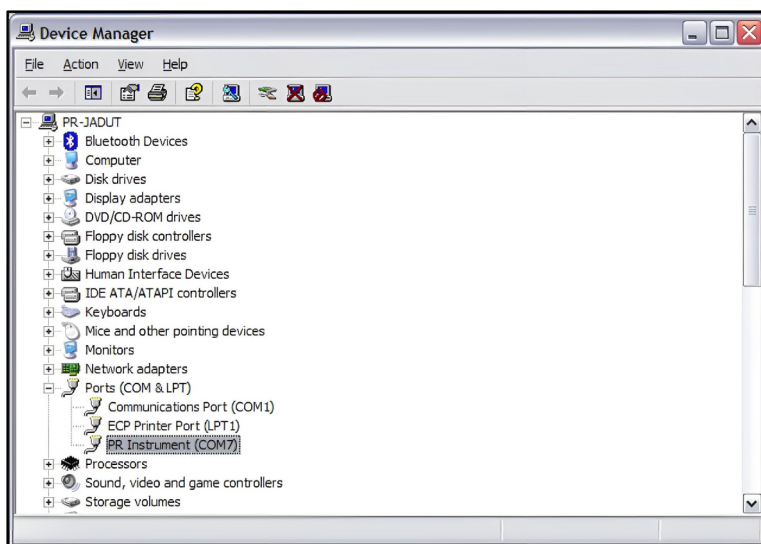 Device Manager
File Action View Help
PR-JADUT
Bluetooth Devices
Computer
Disk drives
Display adapters
DVD/CD-ROM drives
Floppy disk controllers
Floppy disk drives
Human Interface Devices
IDE ATA/ATAPI controllers
Keyboards
Mice and other pointing devices
Monitors
Network adapters
Ports (COM & LPT)
Communications Port (COM1)
ECP Printer Port (LPT1)
PR Instrument (COM7)
Processors
Sound, video and game controllers
Storage volumes